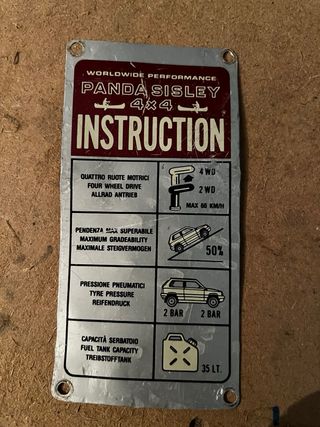 WORLDWIDE PERFORMANCE
PANDA SISLEY
4x4
INSTRUCTION
QUATTRO RUOTE MOTRICI
FOUR WHEEL DRIVE
ALLRAD ANTRIEB
4 WD
2 WD
MAX 60 KM/H
PENDENZA MAX SUPERABILE
MAXIMUM GRADEABILITY
MAXIMALE STEIGVERMOGEN
50%
PRESSIONE PNEUMATICI
TYRE PRESSURE
REIFENDRUCK
2 BAR 2 BAR
CAPACITÀ SERBATOIO
FUEL TANK CAPACITY
TREIBSTOFFTANK
35 LT.